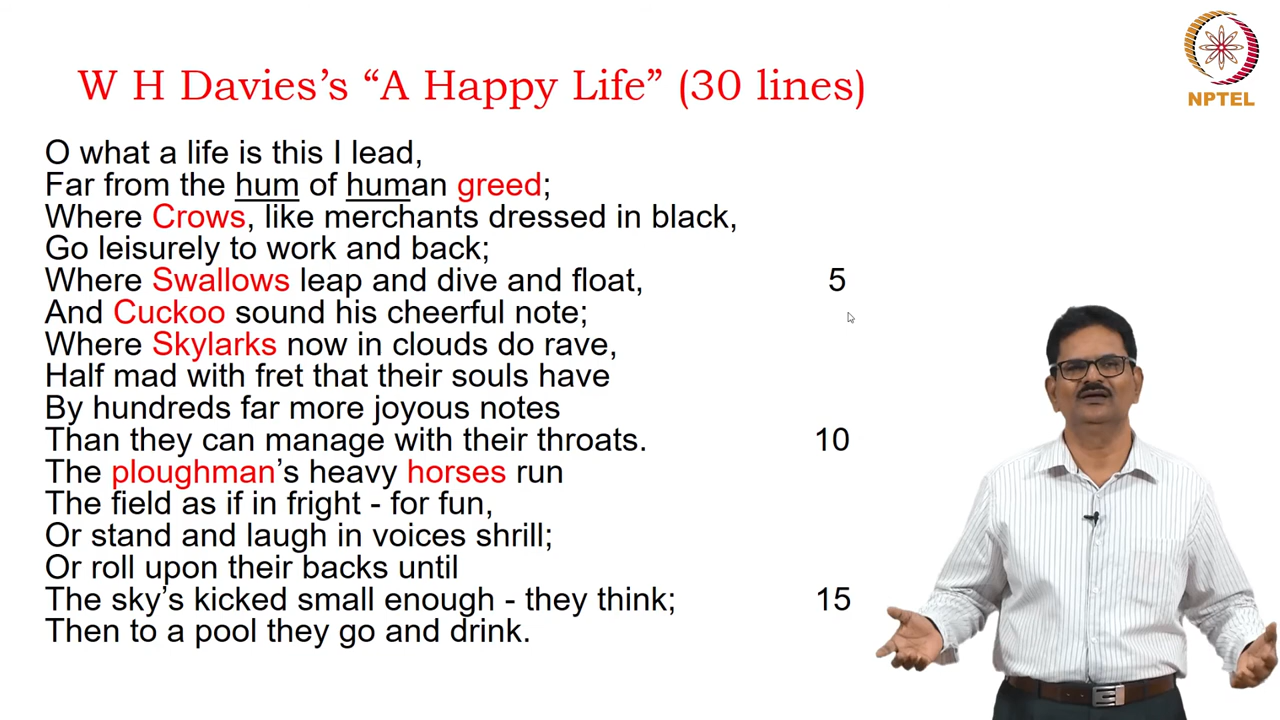 W H Davies's “A Happy Life” (30 lines)
NPTEL
O what a life is this I lead,
Far from the hum of human greed;
Where Crows, like merchants dressed in black,
Go leisurely to work and back;
Where Swallows leap and dive and float, 5
And Cuckoo sound his cheerful note;
Where Skylarks now in clouds do rave,
Half mad with fret that their souls have
By hundreds far more joyous notes
Than they can manage with their throats. 10
The ploughman's heavy horses run
The field as if in fright - for fun,
Or stand and laugh in voices shrill;
Or roll upon their backs until
The sky's kicked small enough - they think; 15
Then to a pool they go and drink.